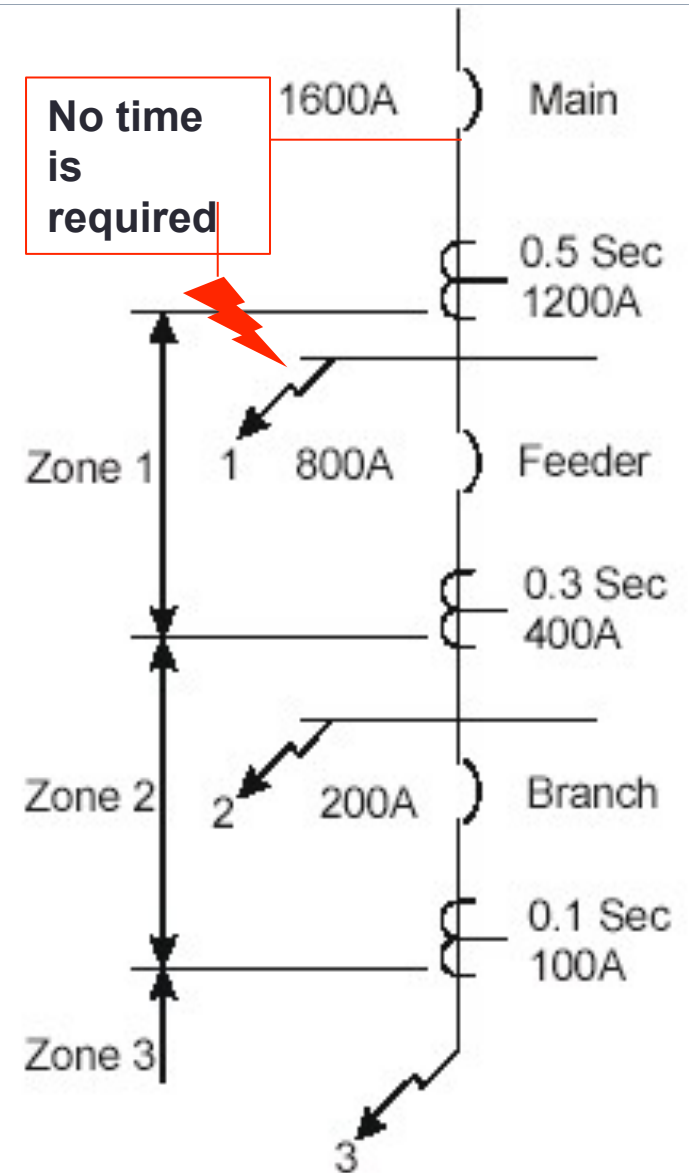 No time
is
required
1600A
Main
0.5 Sec
1200A
Zone 1
1
800A
Feeder
0.3 Sec
400A
Zone 2
2
200A
Branch
0.1 Sec
100A
Zone 3
3